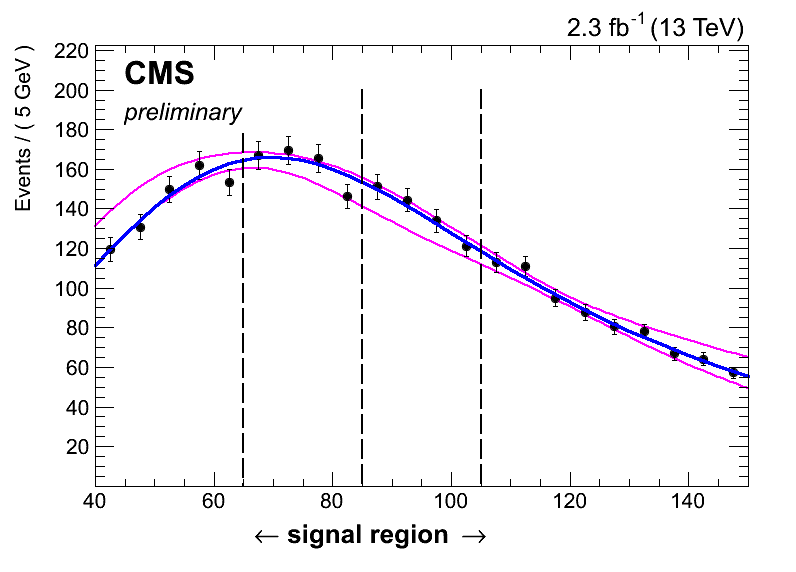 2.3 fb⁻¹ (13 TeV)
CMS
preliminary
Events / ( 5 GeV )
220
200
180
160
140
120
100
80
60
40
20
40 60 80 100 120 140
← signal region →